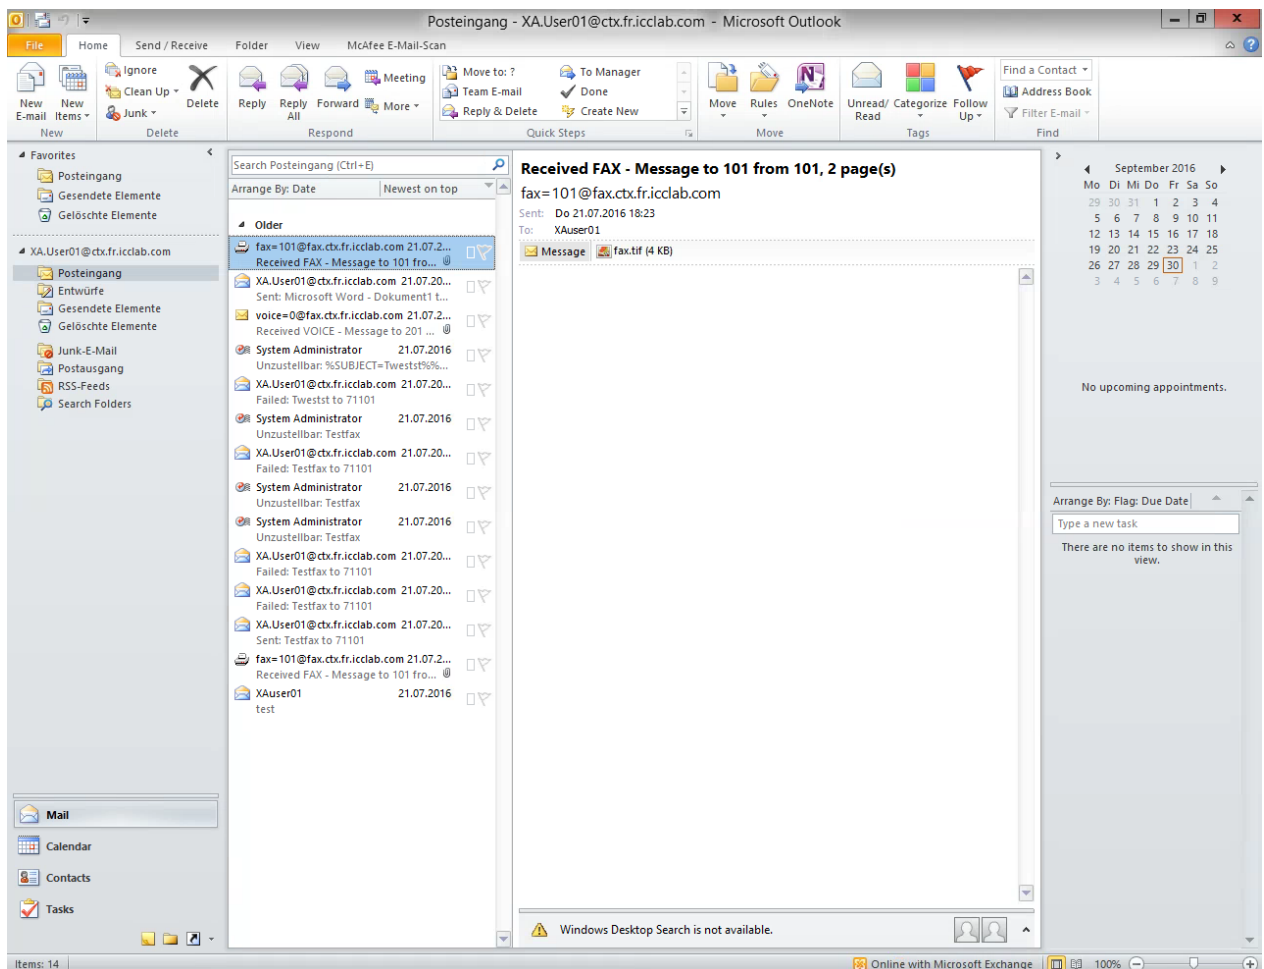 Posteingang - XA.User01@ctx.fr.icclab.com - Microsoft Outlook
File Home Send / Receive Folder View McAfee E-Mail-Scan
New E-mail
New Items
Ignore
Clean Up
Junk
Delete
Reply
Reply All
Forward
Meeting
More
Move to: ?
Team E-mail
Reply & Delete
To Manager
Done
Create New
Move
Rules
OneNote
Unread/ Read
Categorize
Follow Up
Find a Contact
Address Book
Filter E-mail
New Delete Respond Quick Steps Move Tags Find
Favorites
Posteingang
Gesendete Elemente
Gelöschte Elemente
XA.User01@ctx.fr.icclab.com
Posteingang
Entwürfe
Gesendete Elemente
Gelöschte Elemente
Junk-E-Mail
Postausgang
RSS-Feeds
Search Folders
Mail
Calendar
Contacts
Tasks
Search Posteingang (Ctrl+E)
Arrange By: Date Newest on top
Older
fax=101@fax.ctx.fr.icclab.com 21.07.2...
Received FAX - Message to 101 fro...
XA.User01@ctx.fr.icclab.com 21.07.20...
Sent: Microsoft Word - Dokument1 t...
voice=0@fax.ctx.fr.icclab.com 21.07.2...
Received VOICE - Message to 201 ...
System Administrator 21.07.2016
Unzustellbar: %SUBJECT=Twestst%%...
XA.User01@ctx.fr.icclab.com 21.07.20...
Failed: Twestst to 71101
System Administrator 21.07.2016
Unzustellbar: Testfax
XA.User01@ctx.fr.icclab.com 21.07.20...
Failed: Testfax to 71101
System Administrator 21.07.2016
Unzustellbar: Testfax
System Administrator 21.07.2016
Unzustellbar: Testfax
XA.User01@ctx.fr.icclab.com 21.07.20...
Failed: Testfax to 71101
XA.User01@ctx.fr.icclab.com 21.07.20...
Failed: Testfax to 71101
XA.User01@ctx.fr.icclab.com 21.07.20...
Sent: Testfax to 71101
fax=101@fax.ctx.fr.icclab.com 21.07.2...
Received FAX - Message to 101 fro...
XAuser01 21.07.2016
test
Received FAX - Message to 101 from 101, 2 page(s)
fax=101@fax.ctx.fr.icclab.com
Sent: Do 21.07.2016 18:23
To: XAuser01
Message fax.tif (4 KB)
Windows Desktop Search is not available.
September 2016
Mo Di Mi Do Fr Sa So
29 30 31 1 2 3 4
5 6 7 8 9 10 11
12 13 14 15 16 17 18
19 20 21 22 23 24 25
26 27 28 29 30 1 2
3 4 5 6 7 8 9
No upcoming appointments.
Arrange By: Flag: Due Date
Type a new task
There are no items to show in this
view.
Items: 14
Online with Microsoft Exchange
100%